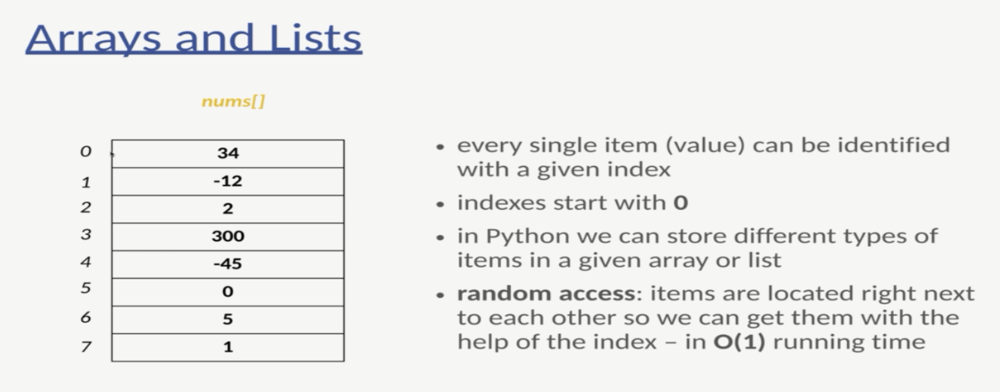 Arrays and Lists
nums[]
0 34
1 -12
2 2
3 300
4 -45
5 0
6 5
7 1
• every single item (value) can be identified
with a given index
• indexes start with 0
• in Python we can store different types of
items in a given array or list
• random access: items are located right next
to each other so we can get them with the
help of the index – in O(1) running time